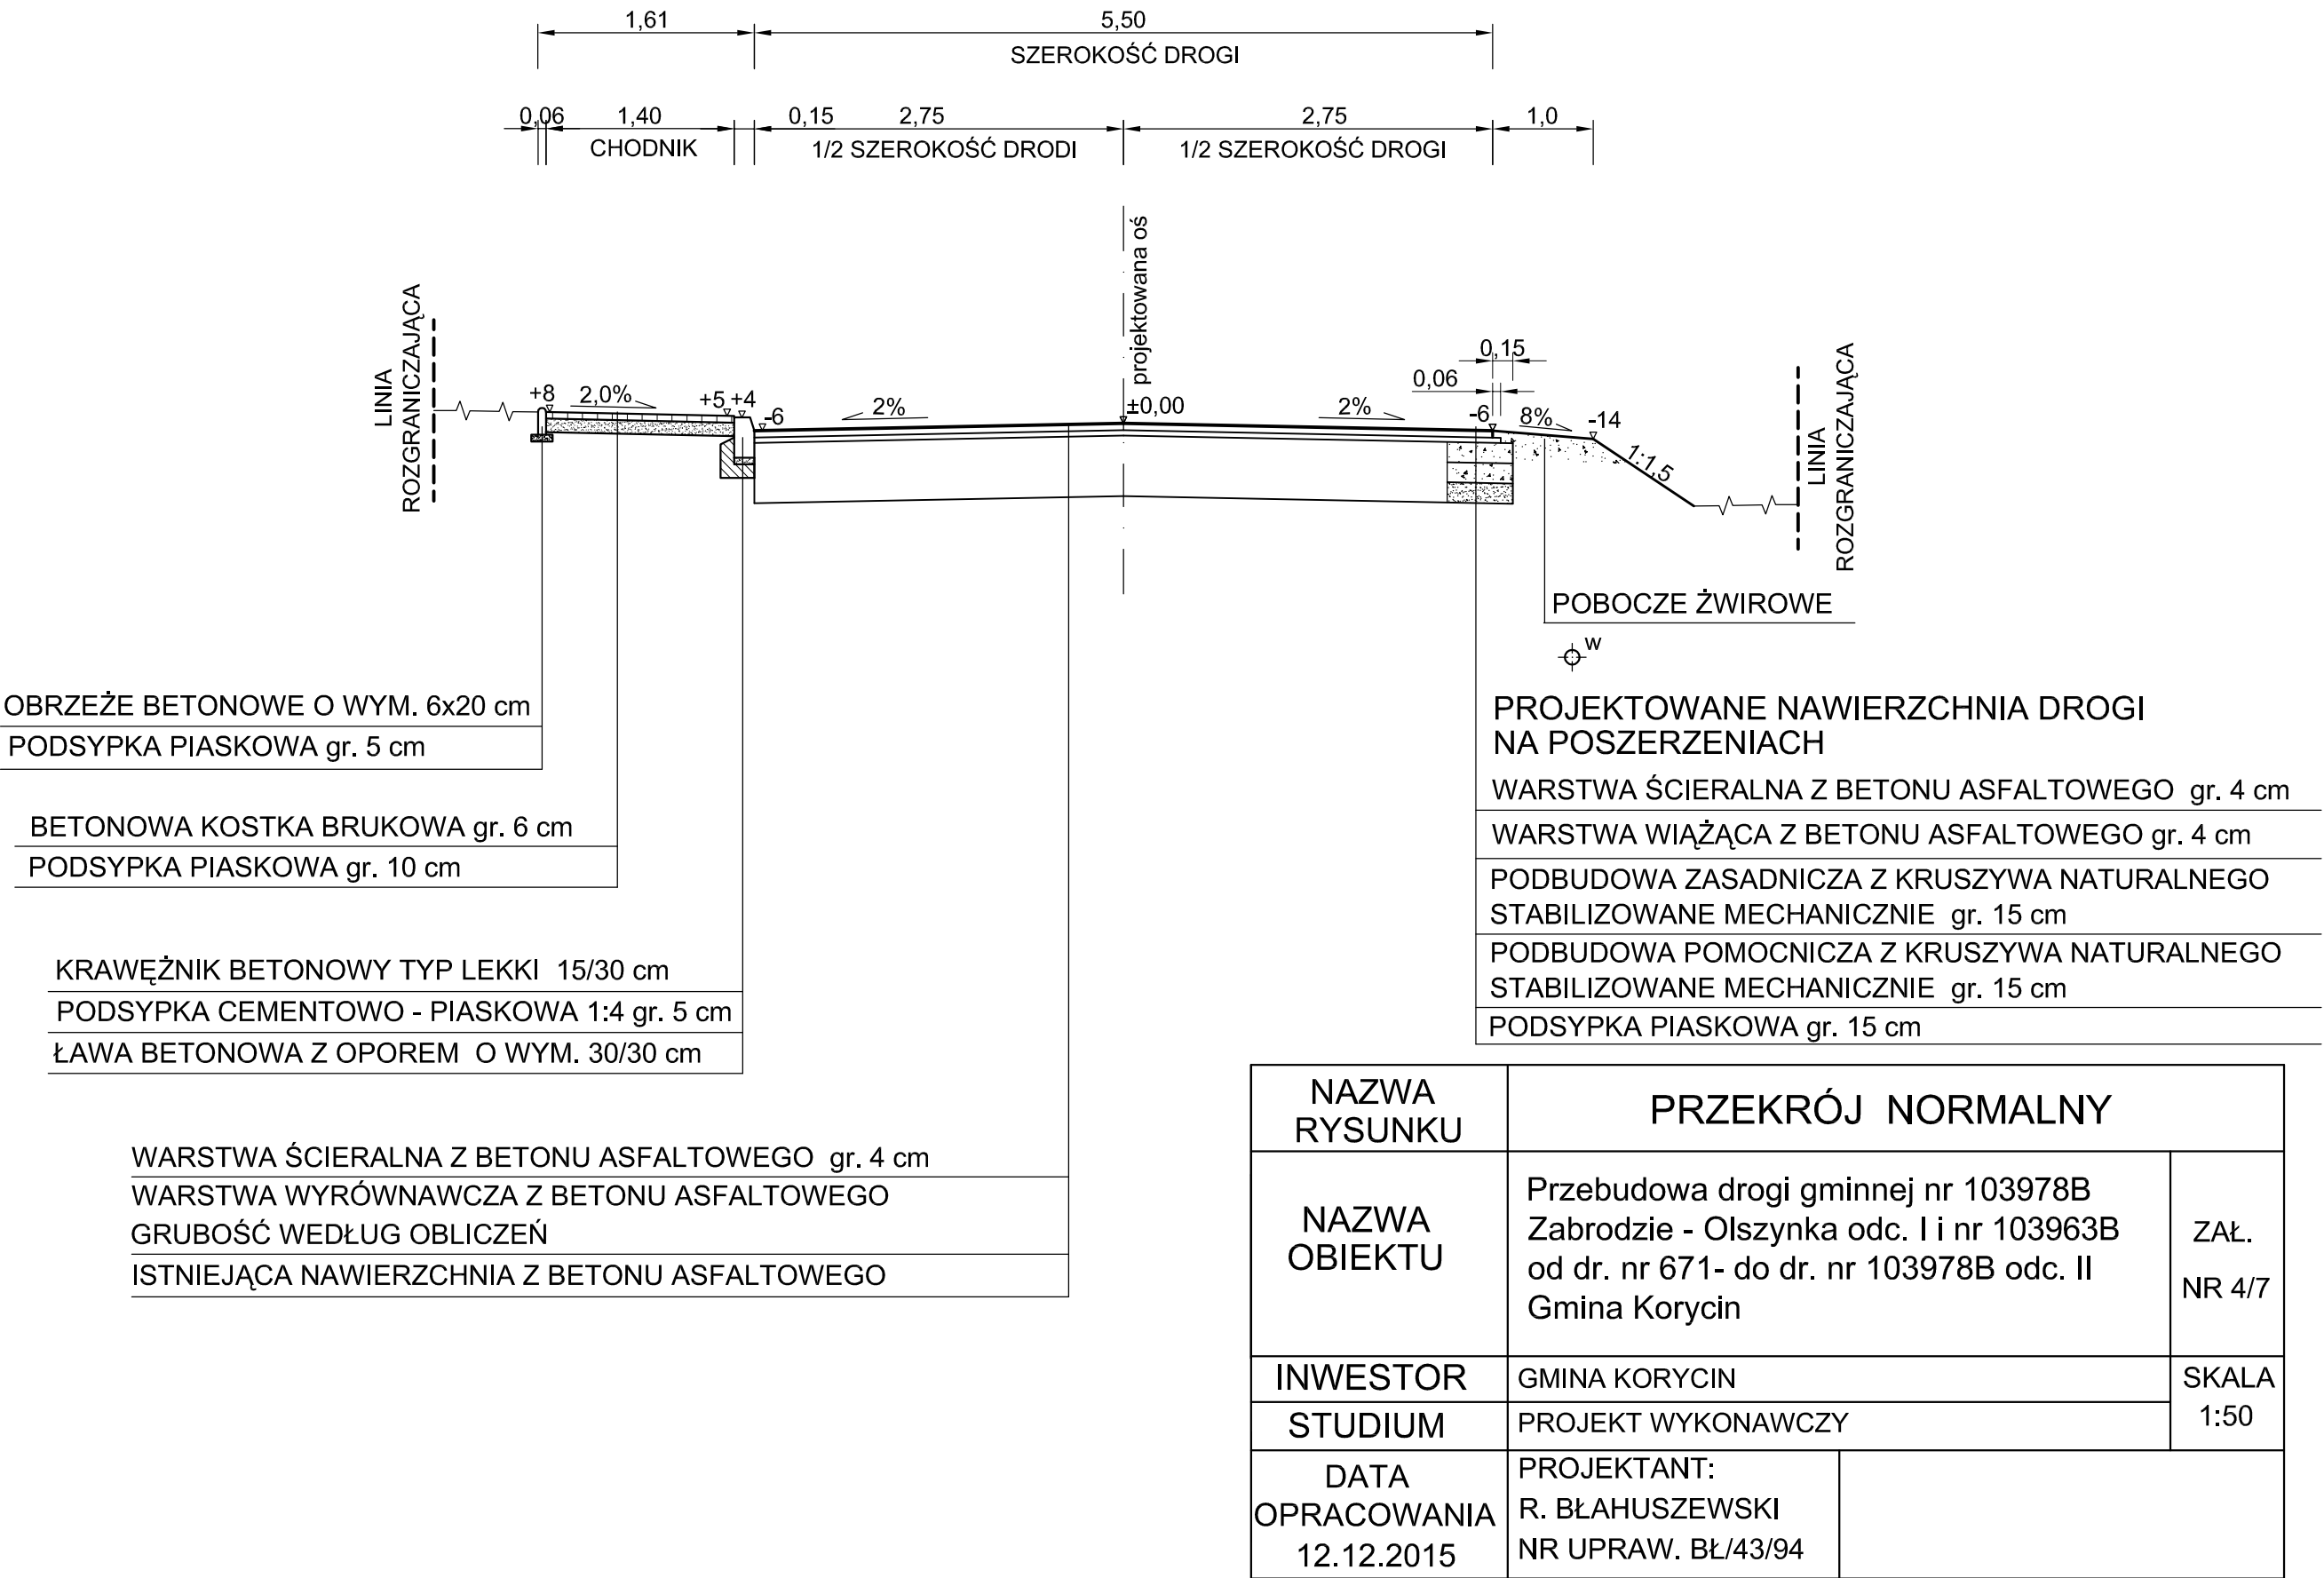 1,61
5,50
SZEROKOŚĆ DROGI
0,06
1,40
0,15
2,75
2,75
1,0
CHODNIK
1/2 SZEROKOŚĆ DRODI
1/2 SZEROKOŚĆ DROGI
projektowana oś
LINIA
ROZGRANICZAJĄCA
+8
2,0%
+5
+4
-6
2%
±0,00
2%
0,15
0,06
-6
8%
-14
1:1,5
LINIA
ROZGRANICZAJĄCA
POBOCZE ŻWIROWE
W
OBRZEŻE BETONOWE O WYM. 6x20 cm
PODSYPKA PIASKOWA gr. 5 cm
BETONOWA KOSTKA BRUKOWA gr. 6 cm
PODSYPKA PIASKOWA gr. 10 cm
KRAWĘŻNIK BETONOWY TYP LEKKI 15/30 cm
PODSYPKA CEMENTOWO - PIASKOWA 1:4 gr. 5 cm
ŁAWA BETONOWA Z OPOREM O WYM. 30/30 cm
WARSTWA ŚCIERALNA Z BETONU ASFALTOWEGO gr. 4 cm
WARSTWA WYRÓWNAWCZA Z BETONU ASFALTOWEGO
GRUBOŚĆ WEDŁUG OBLICZEŃ
ISTNIEJĄCA NAWIERZCHNIA Z BETONU ASFALTOWEGO
PROJEKTOWANE NAWIERZCHNIA DROGI
NA POSZERZENIACH
WARSTWA ŚCIERALNA Z BETONU ASFALTOWEGO gr. 4 cm
WARSTWA WIĄŻĄCA Z BETONU ASFALTOWEGO gr. 4 cm
PODBUDOWA ZASADNICZA Z KRUSZYWA NATURALNEGO
STABILIZOWANE MECHANICZNIE gr. 15 cm
PODBUDOWA POMOCNICZA Z KRUSZYWA NATURALNEGO
STABILIZOWANE MECHANICZNIE gr. 15 cm
PODSYPKA PIASKOWA gr. 15 cm
NAZWA
RYSUNKU
PRZEKRÓJ NORMALNY
NAZWA
OBIEKTU
Przebudowa drogi gminnej nr 103978B
Zabrodzie - Olszynka odc. I i nr 103963B
od dr. nr 671- do dr. nr 103978B odc. II
Gmina Korycin
ZAŁ.
NR 4/7
INWESTOR
GMINA KORYCIN
SKALA
1:50
STUDIUM
PROJEKT WYKONAWCZY
DATA
OPRACOWANIA
12.12.2015
PROJEKTANT:
R. BŁAHUSZEWSKI
NR UPRAW. BŁ/43/94